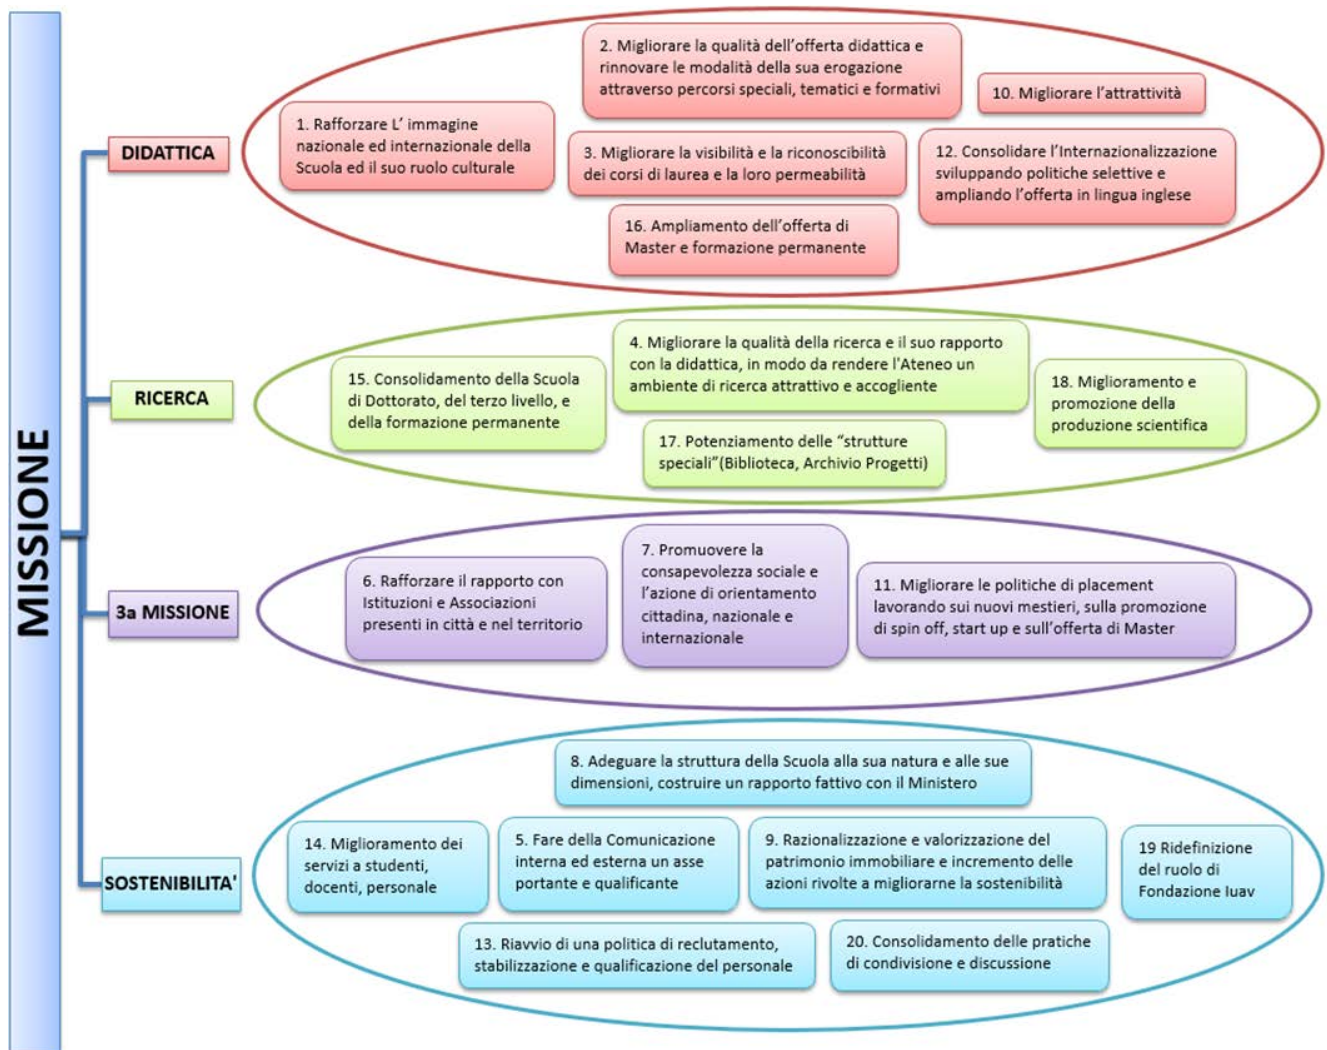 MISSIONE
DIDATTICA
1. Rafforzare L' immagine
nazionale ed internazionale della
Scuola ed il suo ruolo culturale
2. Migliorare la qualità dell'offerta didattica e
rinnovare le modalità della sua erogazione
attraverso percorsi speciali, tematici e formativi
10. Migliorare l'attrattività
3. Migliorare la visibilità e la riconoscibilità
dei corsi di laurea e la loro permeabilità
12. Consolidare l'Internazionalizzazione
sviluppando politiche selettive e
ampliando l'offerta in lingua inglese
16. Ampliamento dell'offerta di
Master e formazione permanente
RICERCA
15. Consolidamento della Scuola
di Dottorato, del terzo livello, e
della formazione permanente
4. Migliorare la qualità della ricerca e il suo rapporto
con la didattica, in modo da rendere l'Ateneo un
ambiente di ricerca attrattivo e accogliente
18. Miglioramento e
promozione della
produzione scientifica
17. Potenziamento delle “strutture
speciali”(Biblioteca, Archivio Progetti)
3a MISSIONE
6. Rafforzare il rapporto con
Istituzioni e Associazioni
presenti in città e nel territorio
7. Promuovere la
consapevolezza sociale e
l'azione di orientamento
cittadina, nazionale e
internazionale
11. Migliorare le politiche di placement
lavorando sui nuovi mestieri, sulla promozione
di spin off, start up e sull'offerta di Master
SOSTENIBILITA'
8. Adeguare la struttura della Scuola alla sua natura e alle sue
dimensioni, costruire un rapporto fattivo con il Ministero
14. Miglioramento dei
servizi a studenti,
docenti, personale
5. Fare della Comunicazione
interna ed esterna un asse
portante e qualificante
9. Razionalizzazione e valorizzazione del
patrimonio immobiliare e incremento delle
azioni rivolte a migliorarne la sostenibilità
19 Ridefinizione
del ruolo di
Fondazione Iuav
13. Riavvio di una politica di reclutamento,
stabilizzazione e qualificazione del personale
20. Consolidamento delle pratiche
di condivisione e discussione